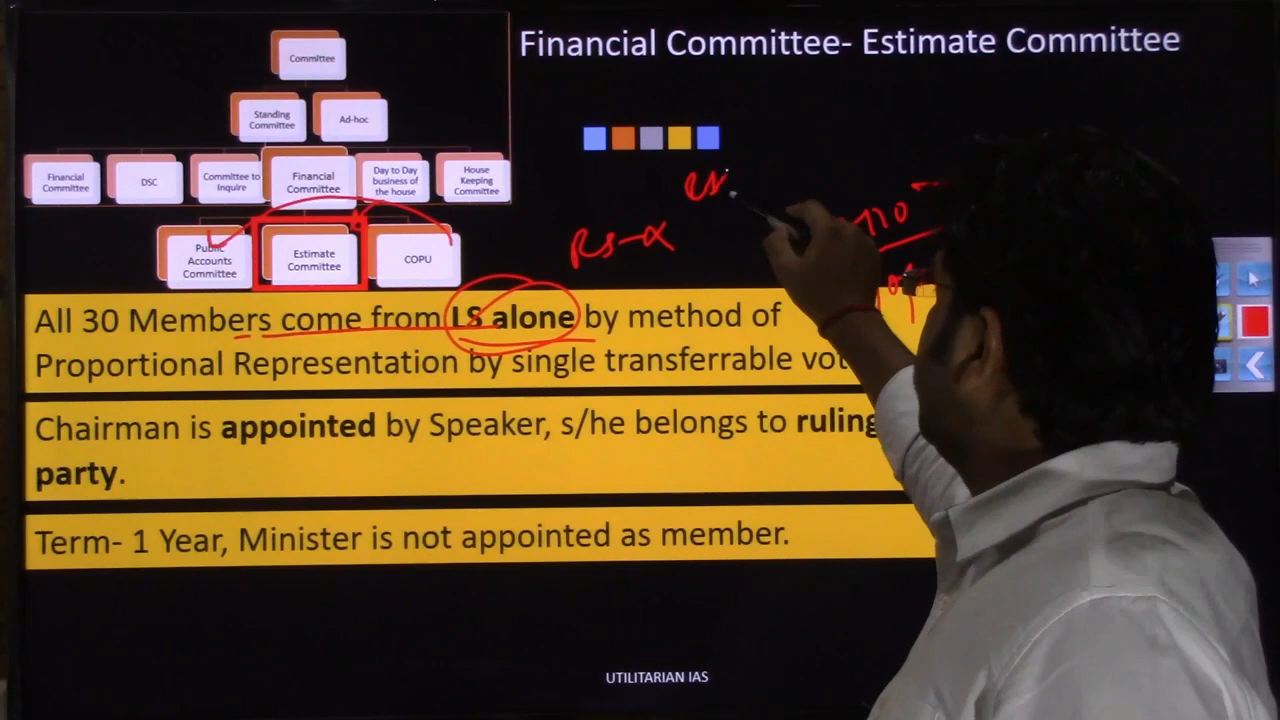 Financial Committee- Estimate Committee
Committee
Standing
Committee
Ad-hoc
Financial
Committee
DSC
Committee to
Inquire
Financial
Committee
Day to Day
business of
the house
House
Keeping
Committee
Public
Accounts
Committee
Estimate
Committee
COPU
Rs-α
All 30 Members come from LS alone by method of
Proportional Representation by single transferrable vot
Chairman is appointed by Speaker, s/he belongs to ruling
party.
Term- 1 Year, Minister is not appointed as member.
UTILITARIAN IAS